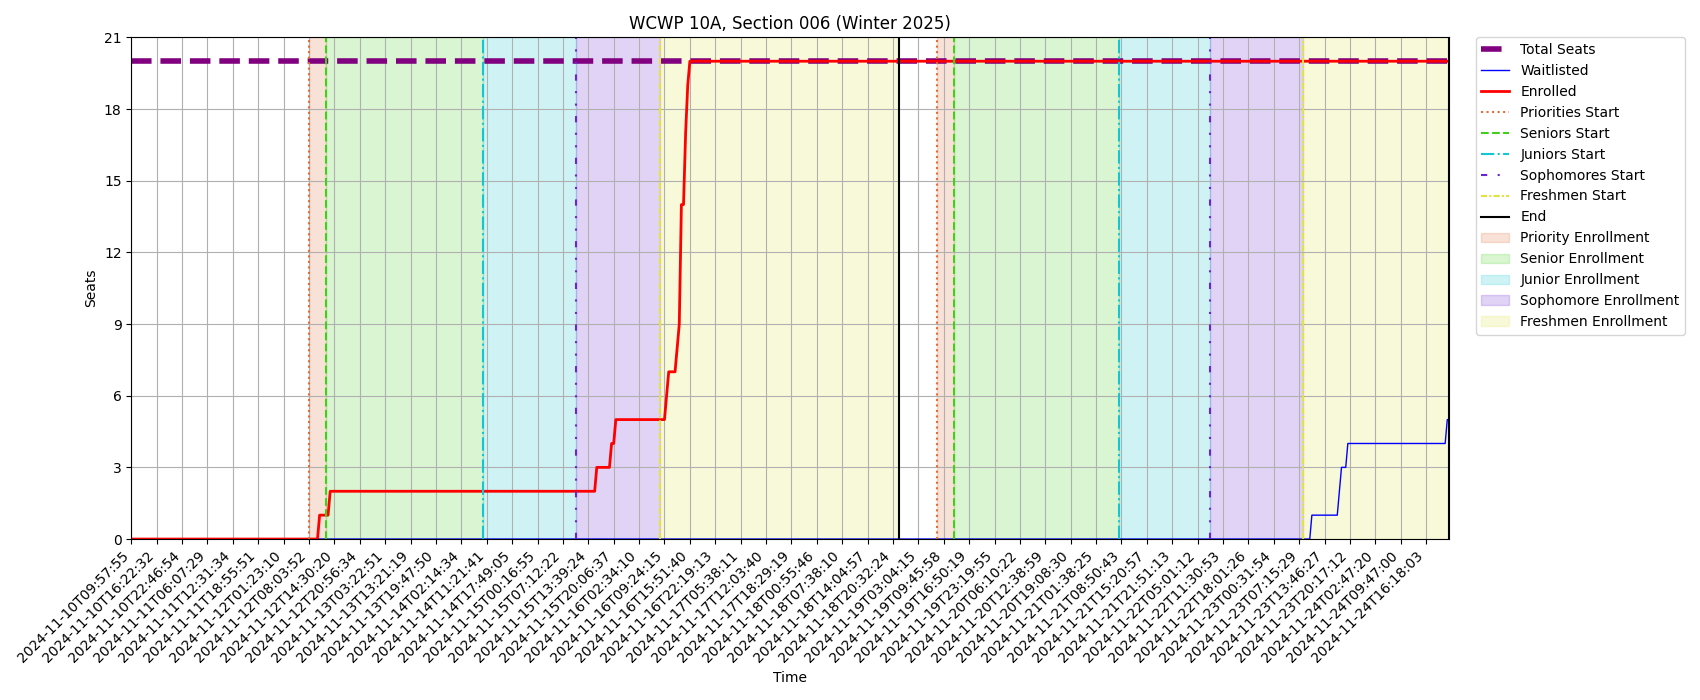 WCWP 10A, Section 006 (Winter 2025)
Seats
21
18
15
12
9
6
3
0
2024-11-10T09:57:55
2024-11-10T16:22:32
2024-11-10T22:46:54
2024-11-11T06:07:29
2024-11-11T12:31:34
2024-11-11T18:55:51
2024-11-12T01:23:10
2024-11-12T08:03:52
2024-11-12T14:30:20
2024-11-12T20:56:34
2024-11-13T03:22:51
2024-11-13T13:21:19
2024-11-13T19:47:50
2024-11-14T02:14:34
2024-11-14T11:21:41
2024-11-14T17:49:05
2024-11-15T00:16:55
2024-11-15T07:12:22
2024-11-15T13:39:24
2024-11-15T20:06:37
2024-11-16T02:34:10
2024-11-16T09:24:15
2024-11-16T15:51:40
2024-11-16T22:19:13
2024-11-17T05:38:11
2024-11-17T12:03:40
2024-11-17T18:29:19
2024-11-18T00:55:46
2024-11-18T07:38:10
2024-11-18T14:04:57
2024-11-18T20:32:24
2024-11-19T03:04:15
2024-11-19T09:45:58
2024-11-19T16:50:19
2024-11-19T23:19:55
2024-11-20T06:10:22
2024-11-20T12:38:59
2024-11-20T19:08:30
2024-11-21T01:38:25
2024-11-21T08:50:43
2024-11-21T15:20:57
2024-11-21T21:51:13
2024-11-22T05:01:12
2024-11-22T11:30:53
2024-11-22T18:01:26
2024-11-23T00:31:54
2024-11-23T07:15:29
2024-11-23T13:46:27
2024-11-23T20:17:12
2024-11-24T02:47:20
2024-11-24T09:47:00
2024-11-24T16:18:03
Time
Total Seats
Waitlisted
Enrolled
Priorities Start
Seniors Start
Juniors Start
Sophomores Start
Freshmen Start
End
Priority Enrollment
Senior Enrollment
Junior Enrollment
Sophomore Enrollment
Freshmen Enrollment